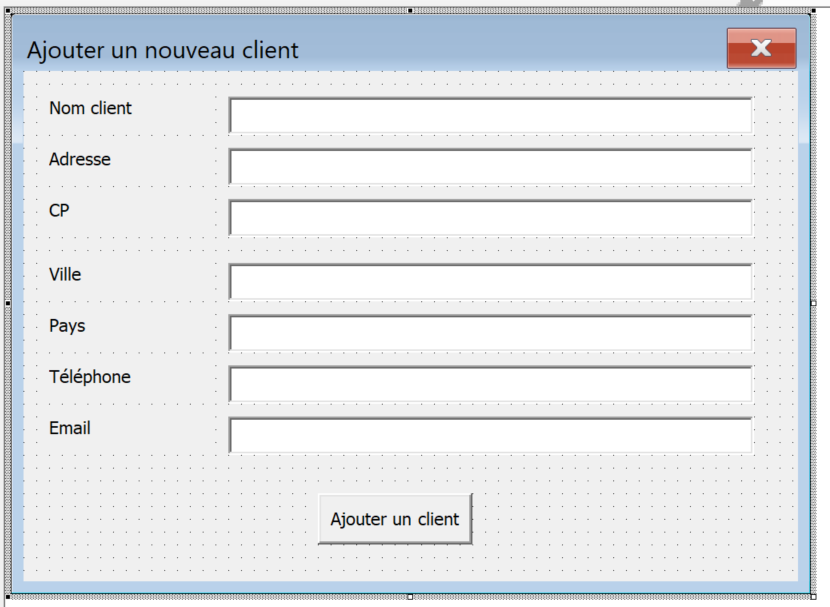 Ajouter un nouveau client
Nom client
Adresse
CP
Ville
Pays
Téléphone
Email
Ajouter un client